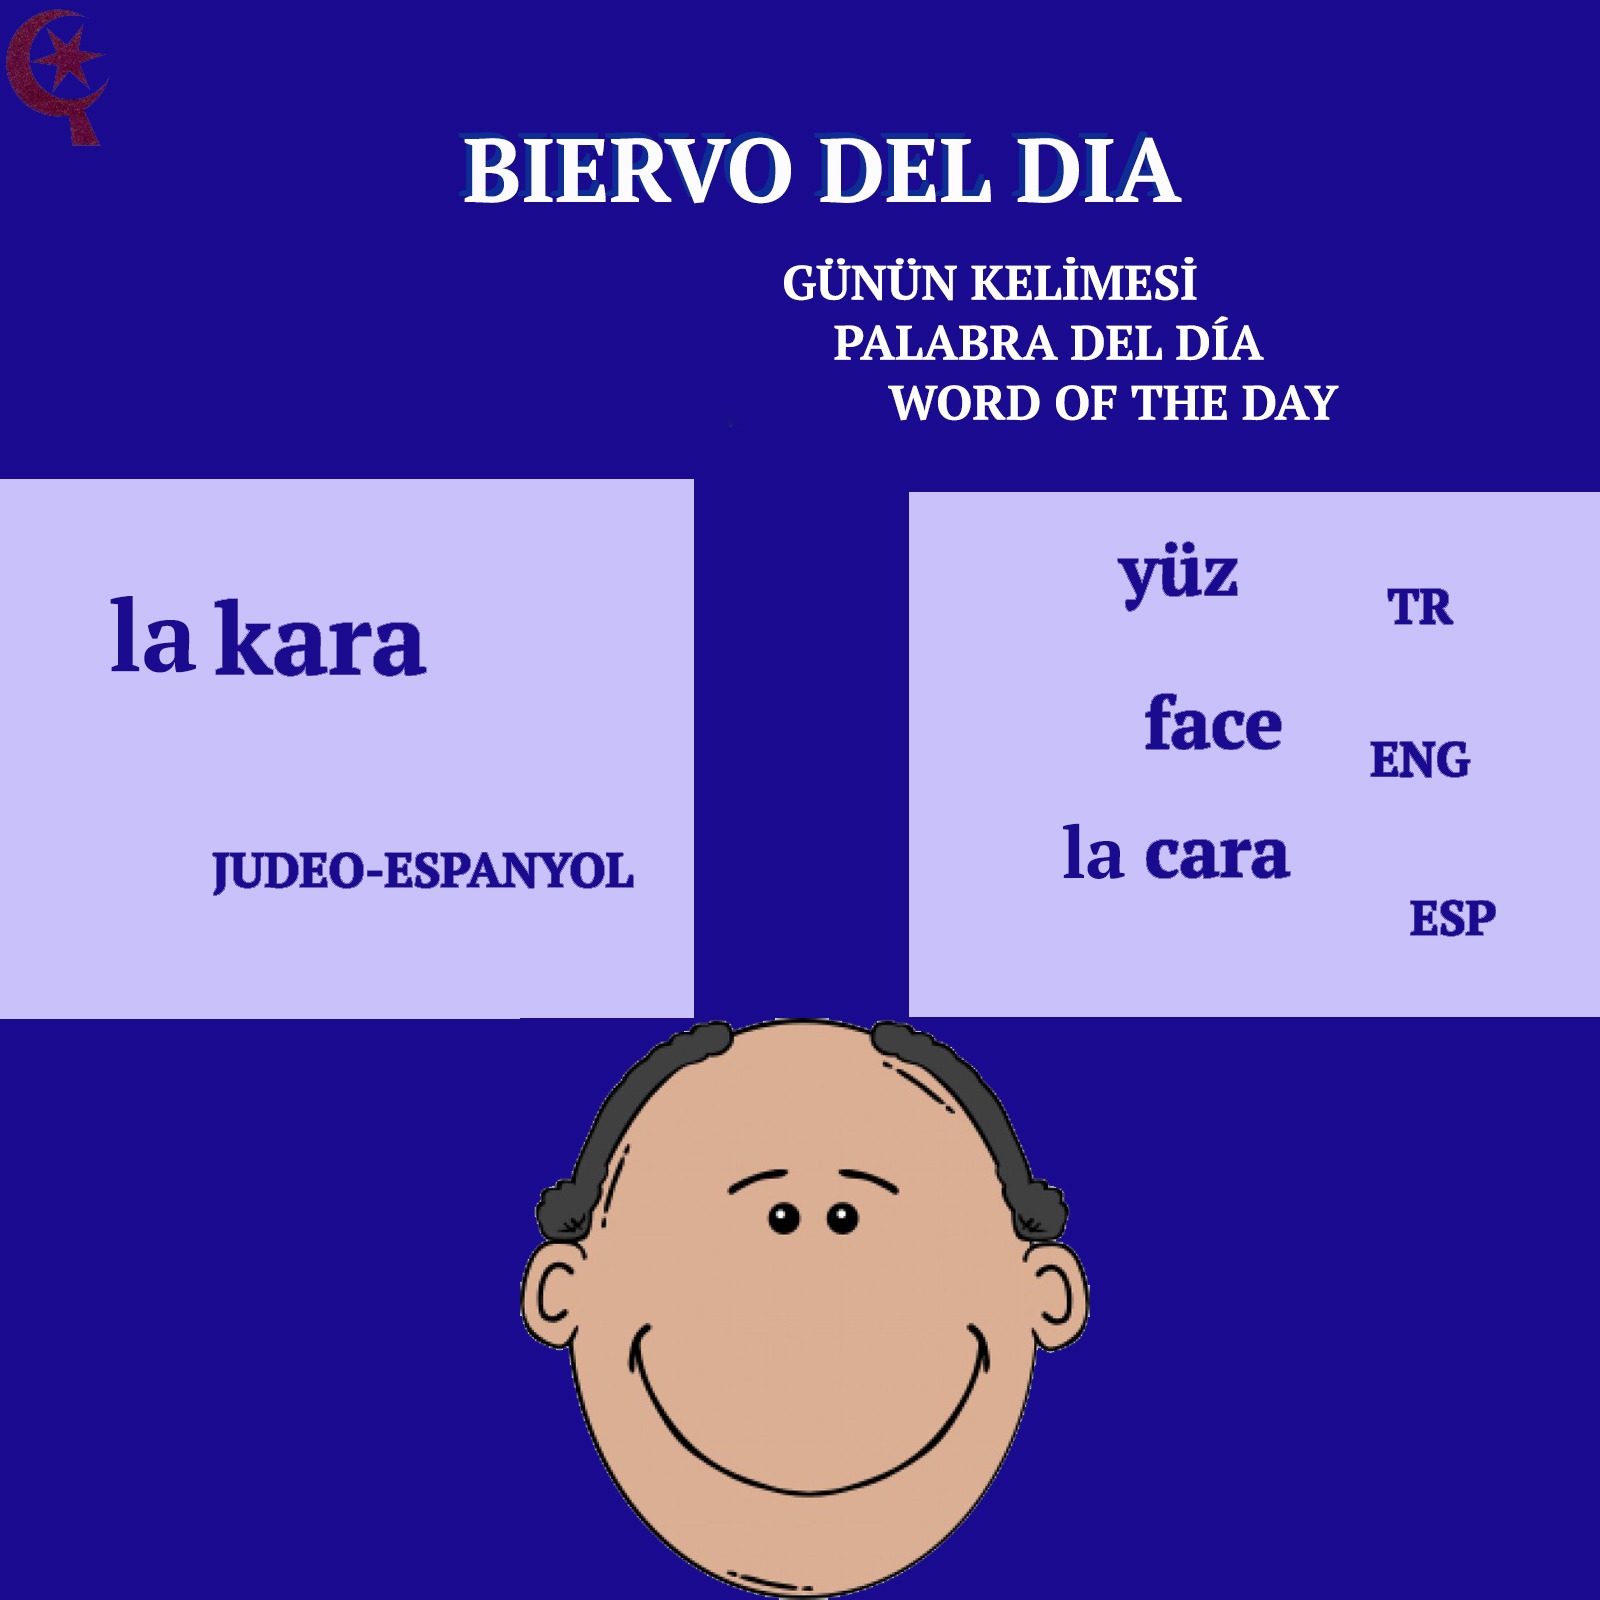 BIERVO DEL DIA
GÜNÜN KELİMESİ
PALABRA DEL DÍA
WORD OF THE DAY
la kara
JUDEO-ESPANYOL
yüz
TR
face
ENG
la cara
ESP